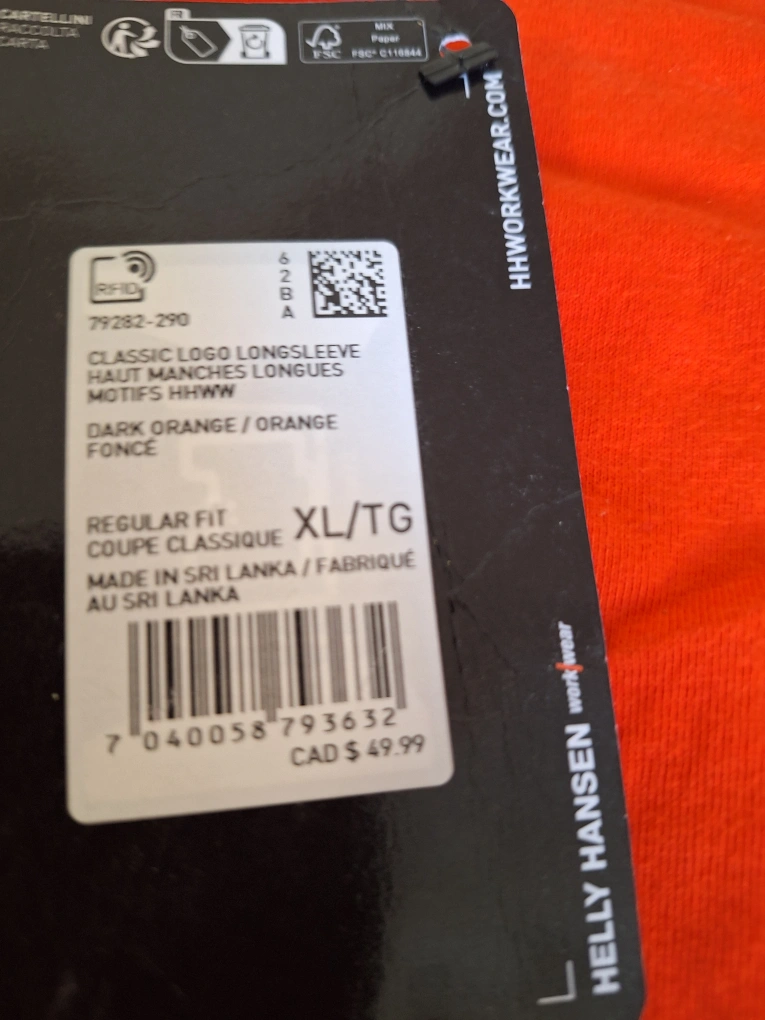 CARTELLINI
RACCOLTA
CARTA
FR
FSC
MIX
Paper
FSC® C116844
HHWORKWEAR.COM
RFID
6
2
B
A
79282-290
CLASSIC LOGO LONGSLEEVE
HAUT MANCHES LONGUES
MOTIFS HHWW
DARK ORANGE / ORANGE
FONCÉ
REGULAR FIT
COUPE CLASSIQUE
XL/TG
MADE IN SRI LANKA / FABRIQUÉ
AU SRI LANKA
7 040058 793632
CAD $ 49.99
HELLY HANSEN workwear